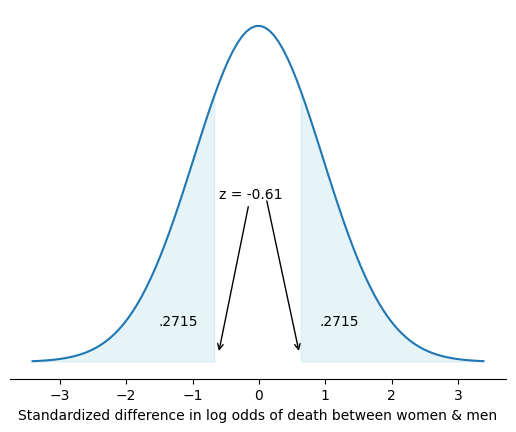 z = -0.61
.2715
.2715
−3 −2 −1 0 1 2 3
Standardized difference in log odds of death between women & men